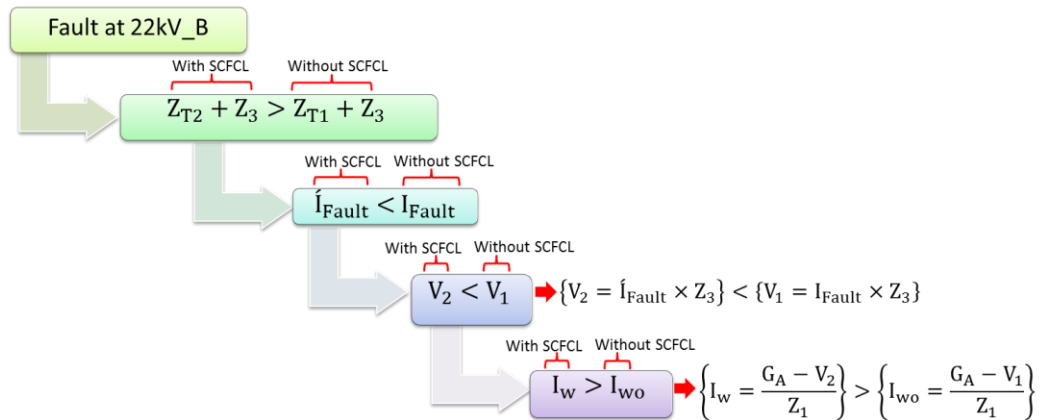 Fault at 22kV_B
With SCFCL Without SCFCL
Z_T2 + Z_3 > Z_T1 + Z_3
With SCFCL Without SCFCL
Í_Fault < I_Fault
With SCFCL Without SCFCL
V_2 < V_1 {V_2 = Í_Fault × Z_3} < {V_1 = I_Fault × Z_3}
With SCFCL Without SCFCL
I_w > I_wo {I_w = (G_A − V_2) / Z_1} > {I_wo = (G_A − V_1) / Z_1}